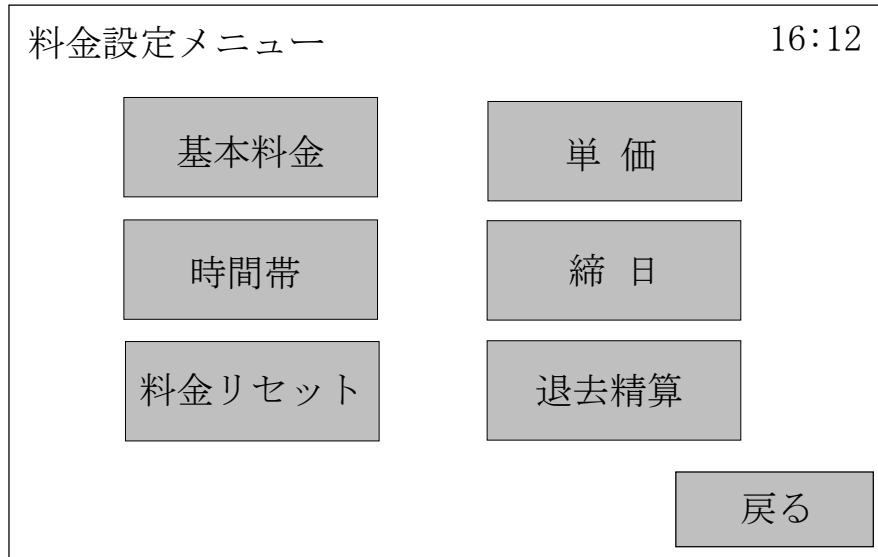 料金設定メニュー 16:12
基本料金 単 価
時間帯 締 日
料金リセット 退去精算
戻る